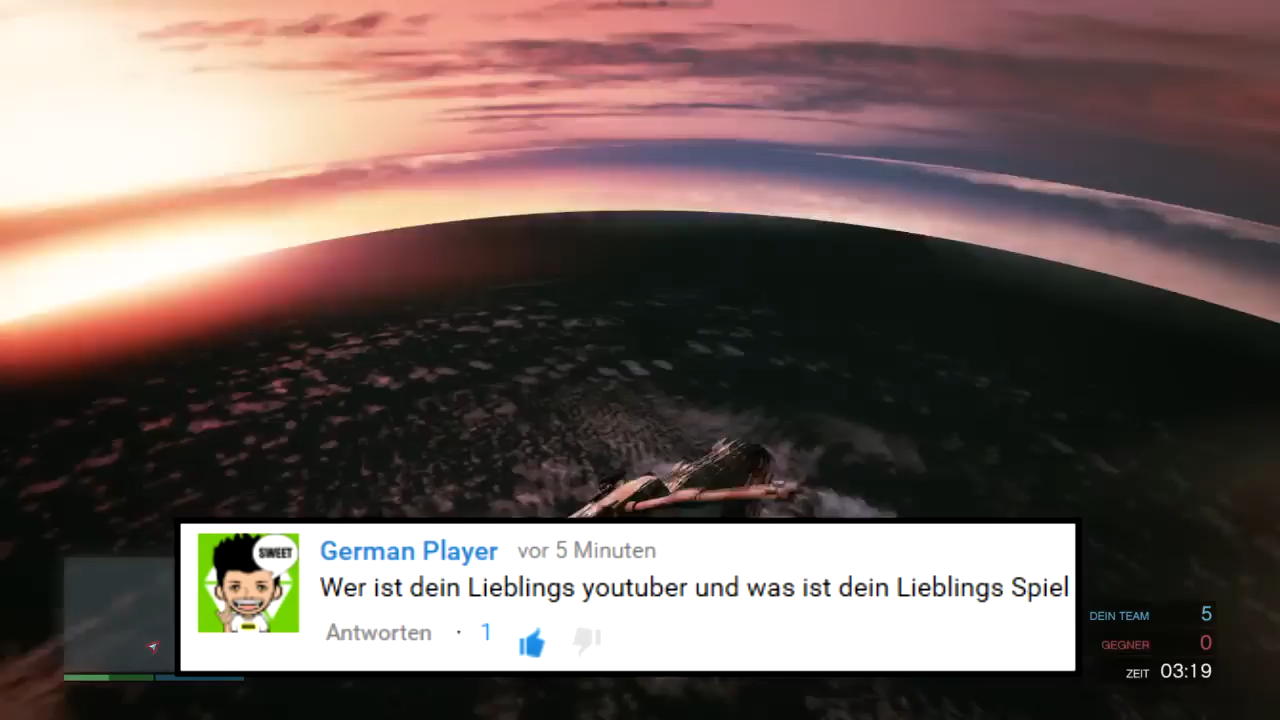 SWEET
German Player vor 5 Minuten
Wer ist dein Lieblings youtuber und was ist dein Lieblings Spiel
Antworten · 1
DEIN TEAM 5
GEGNER 0
ZEIT 03:19